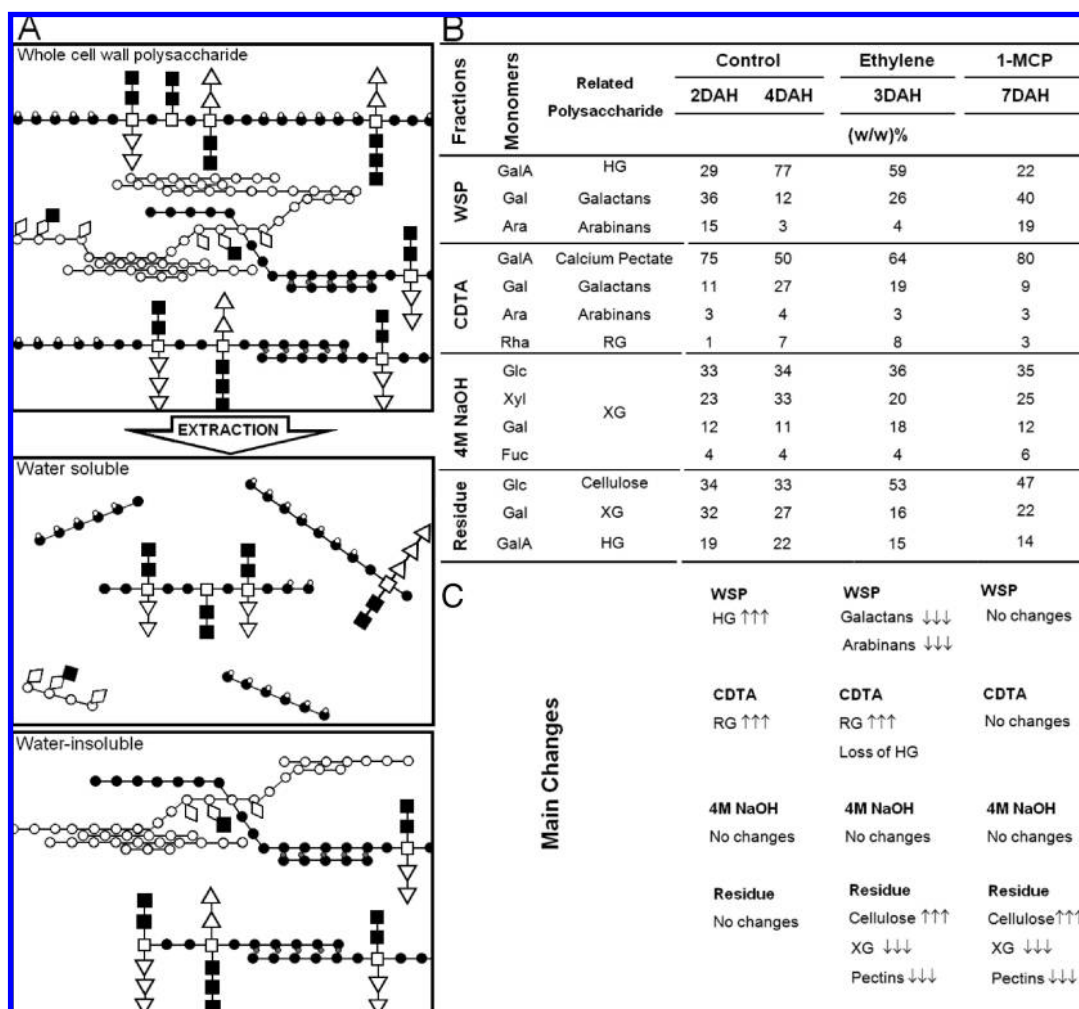 A
Whole cell wall polysaccharide
EXTRACTION
Water soluble
Water-insoluble
B
Fractions Monomers Related Polysaccharide Control Ethylene 1-MCP
2DAH 4DAH 3DAH 7DAH
(w/w)%
WSP
GalA HG 29 77 59 22
Gal Galactans 36 12 26 40
Ara Arabinans 15 3 4 19
CDTA
GalA Calcium Pectate 75 50 64 80
Gal Galactans 11 27 19 9
Ara Arabinans 3 4 3 3
Rha RG 1 7 8 3
4M NaOH
Glc 33 34 36 35
Xyl 23 33 20 25
XG
Gal 12 11 18 12
Fuc 4 4 4 6
Residue
Glc Cellulose 34 33 53 47
Gal XG 32 27 16 22
GalA HG 19 22 15 14
C
Main Changes
WSP WSP WSP
HG ↑↑↑ Galactans ↓↓↓ No changes
Arabinans ↓↓↓
CDTA CDTA CDTA
RG ↑↑↑ RG ↑↑↑ No changes
Loss of HG
4M NaOH 4M NaOH 4M NaOH
No changes No changes No changes
Residue Residue Residue
No changes Cellulose ↑↑↑ Cellulose↑↑↑
XG ↓↓↓ XG ↓↓↓
Pectins ↓↓↓ Pectins ↓↓↓